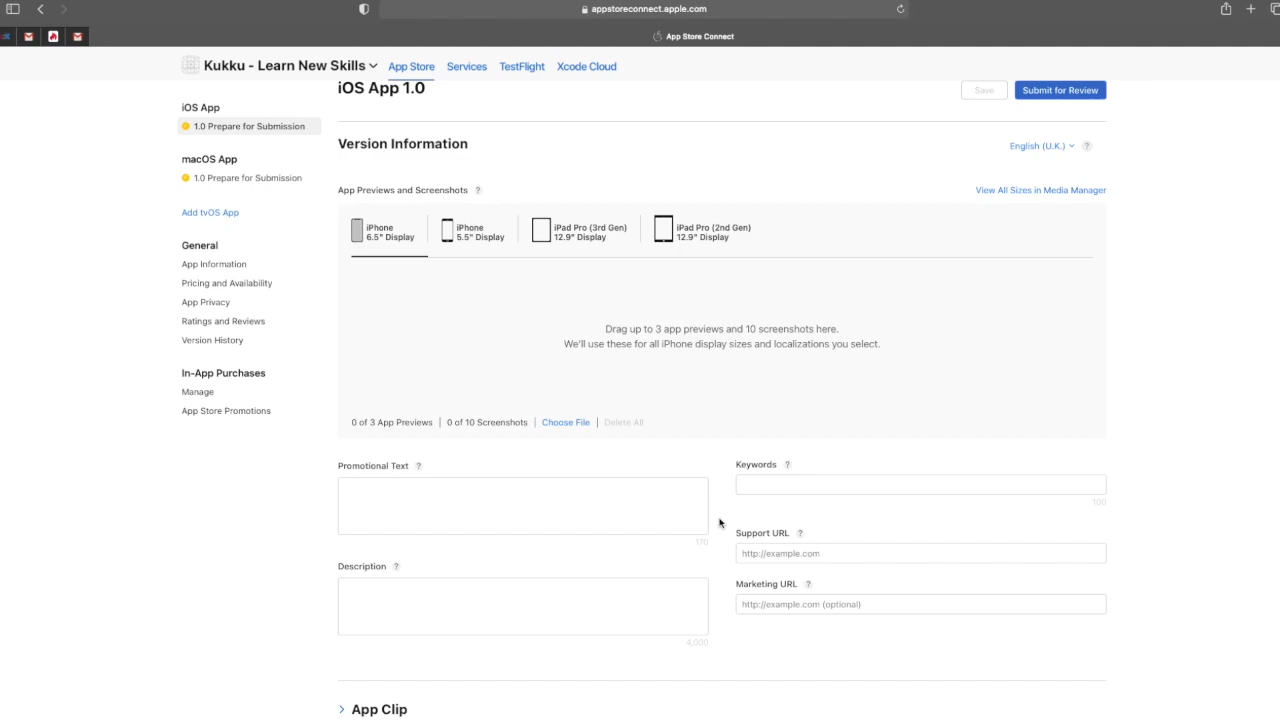 appstoreconnect.apple.com
App Store Connect
Kukku - Learn New Skills
App Store
Services
TestFlight
Xcode Cloud
iOS App 1.0
Save
Submit for Review
iOS App
1.0 Prepare for Submission
macOS App
1.0 Prepare for Submission
Add tvOS App
General
App Information
Pricing and Availability
App Privacy
Ratings and Reviews
Version History
In-App Purchases
Manage
App Store Promotions
Version Information
English (U.K.)
?
App Previews and Screenshots ?
View All Sizes in Media Manager
iPhone
6.5" Display
iPhone
5.5" Display
iPad Pro (3rd Gen)
12.9" Display
iPad Pro (2nd Gen)
12.9" Display
Drag up to 3 app previews and 10 screenshots here.
We'll use these for all iPhone display sizes and localizations you select.
0 of 3 App Previews | 0 of 10 Screenshots | Choose File | Delete All
Promotional Text ?
170
Description ?
4,000
Keywords ?
100
Support URL ?
http://example.com
Marketing URL ?
http://example.com (optional)
App Clip